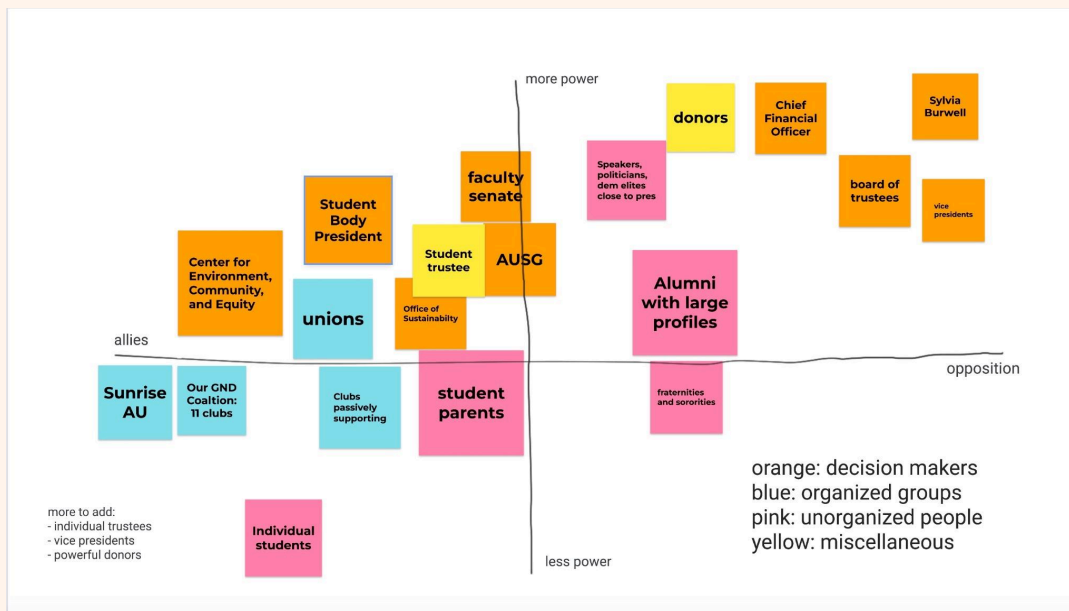 more power
donors
Chief
Financial
Officer
Sylvia
Burwell
Speakers,
politicians,
dem elites
close to pres
faculty
senate
board of
trustees
vice
presidents
Student
Body
President
Center for
Environment,
Community,
and Equity
Student
trustee
AUSG
unions
Office of
Sustainabilty
Alumni
with large
profiles
allies
opposition
Sunrise
AU
Our GND
Coaltion:
11 clubs
Clubs
passively
supporting
student
parents
fraternities
and sororities
orange: decision makers
blue: organized groups
pink: unorganized people
yellow: miscellaneous
more to add:
- individual trustees
- vice presidents
- powerful donors
Individual
students
less power